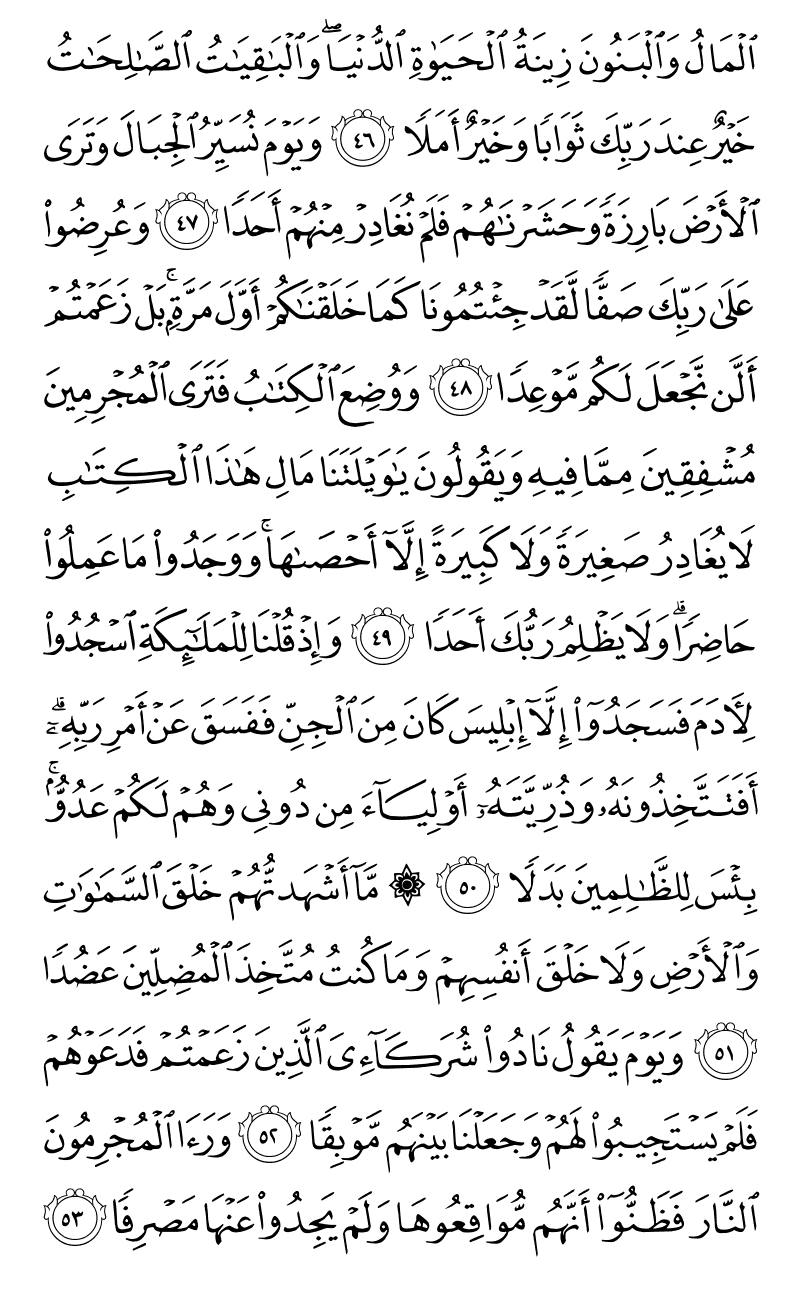 ٱلۡمَالُ وَٱلۡبَنُونَ زِينَةُ ٱلۡحَيَوٰةِ ٱلدُّنۡيَاۖ وَٱلۡبَٰقِيَٰتُ ٱلصَّٰلِحَٰتُ
خَيۡرٌ عِندَ رَبِّكَ ثَوَابٗا وَخَيۡرٌ أَمَلٗا ٤٦ وَيَوۡمَ نُسَيِّرُ ٱلۡجِبَالَ وَتَرَى
ٱلۡأَرۡضَ بَارِزَةٗ وَحَشَرۡنَٰهُمۡ فَلَمۡ نُغَادِرۡ مِنۡهُمۡ أَحَدٗا ٤٧ وَعُرِضُواْ
عَلَىٰ رَبِّكَ صَفّٗا لَّقَدۡ جِئۡتُمُونَا كَمَا خَلَقۡنَٰكُمۡ أَوَّلَ مَرَّةِۭۚ بَلۡ زَعَمۡتُمۡ
أَلَّن نَّجۡعَلَ لَكُم مَّوۡعِدٗا ٤٨ وَوُضِعَ ٱلۡكِتَٰبُ فَتَرَى ٱلۡمُجۡرِمِينَ
مُشۡفِقِينَ مِمَّا فِيهِ وَيَقُولُونَ يَٰوَيۡلَتَنَا مَالِ هَٰذَا ٱلۡكِتَٰبِ
لَا يُغَادِرُ صَغِيرَةٗ وَلَا كَبِيرَةً إِلَّآ أَحۡصَىٰهَاۚ وَوَجَدُواْ مَا عَمِلُواْ
حَاضِرٗاۗ وَلَا يَظۡلِمُ رَبُّكَ أَحَدٗا ٤٩ وَإِذۡ قُلۡنَا لِلۡمَلَٰٓئِكَةِ ٱسۡجُدُواْ
لِأٓدَمَ فَسَجَدُوٓاْ إِلَّآ إِبۡلِيسَ كَانَ مِنَ ٱلۡجِنِّ فَفَسَقَ عَنۡ أَمۡرِ رَبِّهِۦٓۗ
أَفَتَتَّخِذُونَهُۥ وَذُرِّيَّتَهُۥٓ أَوۡلِيَآءَ مِن دُونِي وَهُمۡ لَكُمۡ عَدُوُّۢۚ
بِئۡسَ لِلظَّٰلِمِينَ بَدَلٗا ٥٠ ۞ مَّآ أَشۡهَدتُّهُمۡ خَلۡقَ ٱلسَّمَٰوَٰتِ
وَٱلۡأَرۡضِ وَلَا خَلۡقَ أَنفُسِهِمۡ وَمَا كُنتُ مُتَّخِذَ ٱلۡمُضِلِّينَ عَضُدٗا
٥١ وَيَوۡمَ يَقُولُ نَادُواْ شُرَكَآءِيَ ٱلَّذِينَ زَعَمۡتُمۡ فَدَعَوۡهُمۡ
فَلَمۡ يَسۡتَجِيبُواْ لَهُمۡ وَجَعَلۡنَا بَيۡنَهُم مَّوۡبِقٗا ٥٢ وَرَءَا ٱلۡمُجۡرِمُونَ
ٱلنَّارَ فَظَنُّوٓاْ أَنَّهُم مُّوَاقِعُوهَا وَلَمۡ يَجِدُواْ عَنۡهَا مَصۡرِفٗا ٥٣